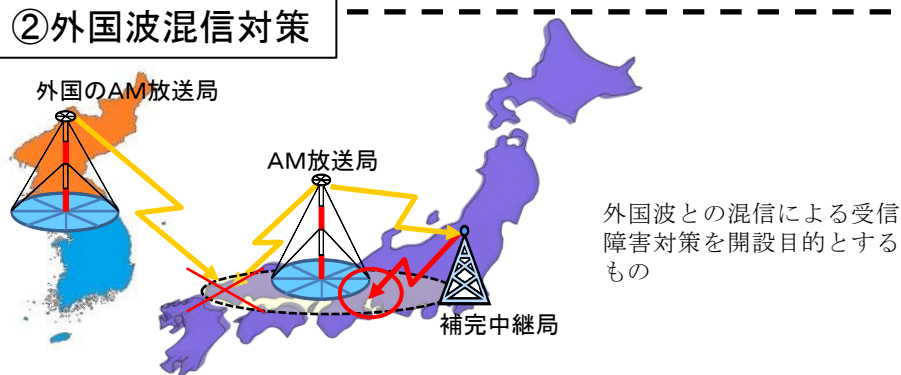 ②外国波混信対策
外国のAM放送局
AM放送局
外国波との混信による受信
障害対策を開設目的とする
もの
補完中継局